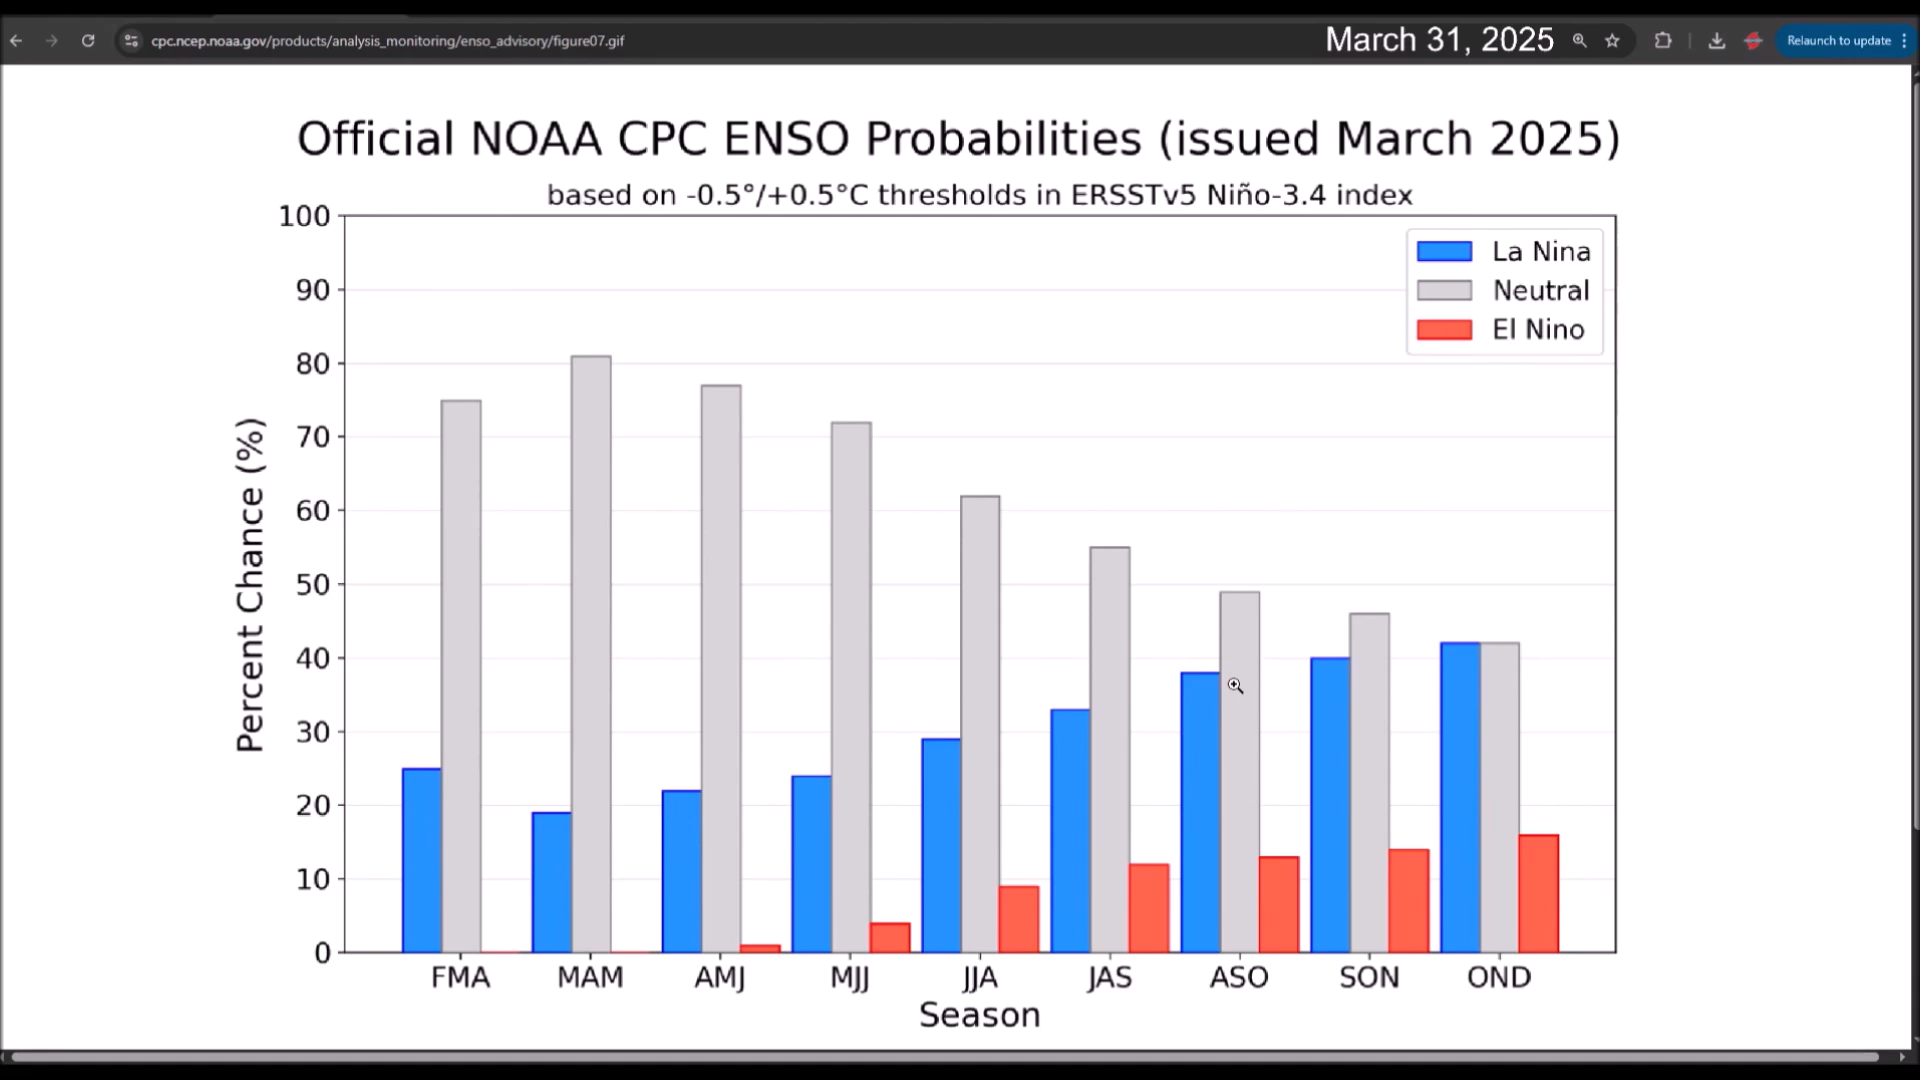 cpc.ncep.noaa.gov/products/analysis_monitoring/enso_advisory/figure07.gif
March 31, 2025
Relaunch to update
Official NOAA CPC ENSO Probabilities (issued March 2025)
based on -0.5°/+0.5°C thresholds in ERSSTv5 Niño-3.4 index
La Nina
Neutral
El Nino
Percent Chance (%)
100
90
80
70
60
50
40
30
20
10
0
FMA MAM AMJ MJJ JJA JAS ASO SON OND
Season